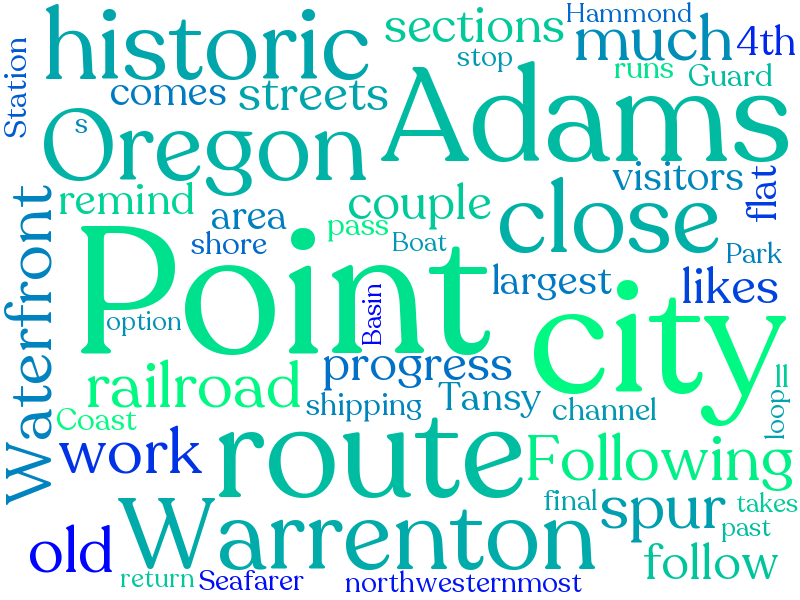 Hammond
sections
much
4th
historic
stop
runs
Guard
Station
comes
streets
Adams
s
Oregon
visitors
flat
remind
couple
close
area
pass
shore
Boat
Park
Point
largest
likes
Waterfront
option
Basin
city
progress
railroad
shipping
Tansy
channel
ll
loop
Coast
work
route
Following
final
spur
takes
past
old
Warrenton
follow
return
Seafarer
northwesternmost